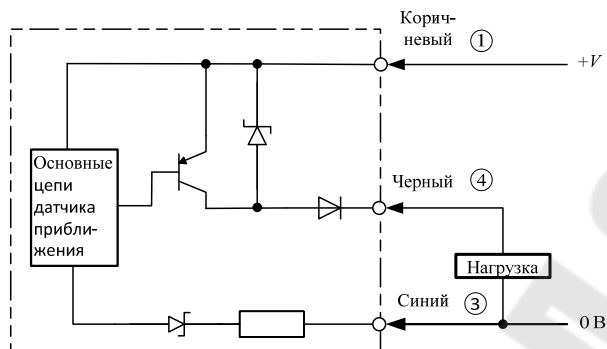 Корич-
невый ①
+V
Основные
цепи
датчика
прибли-
жения
Черный ④
Нагрузка
Синий ③
0 В